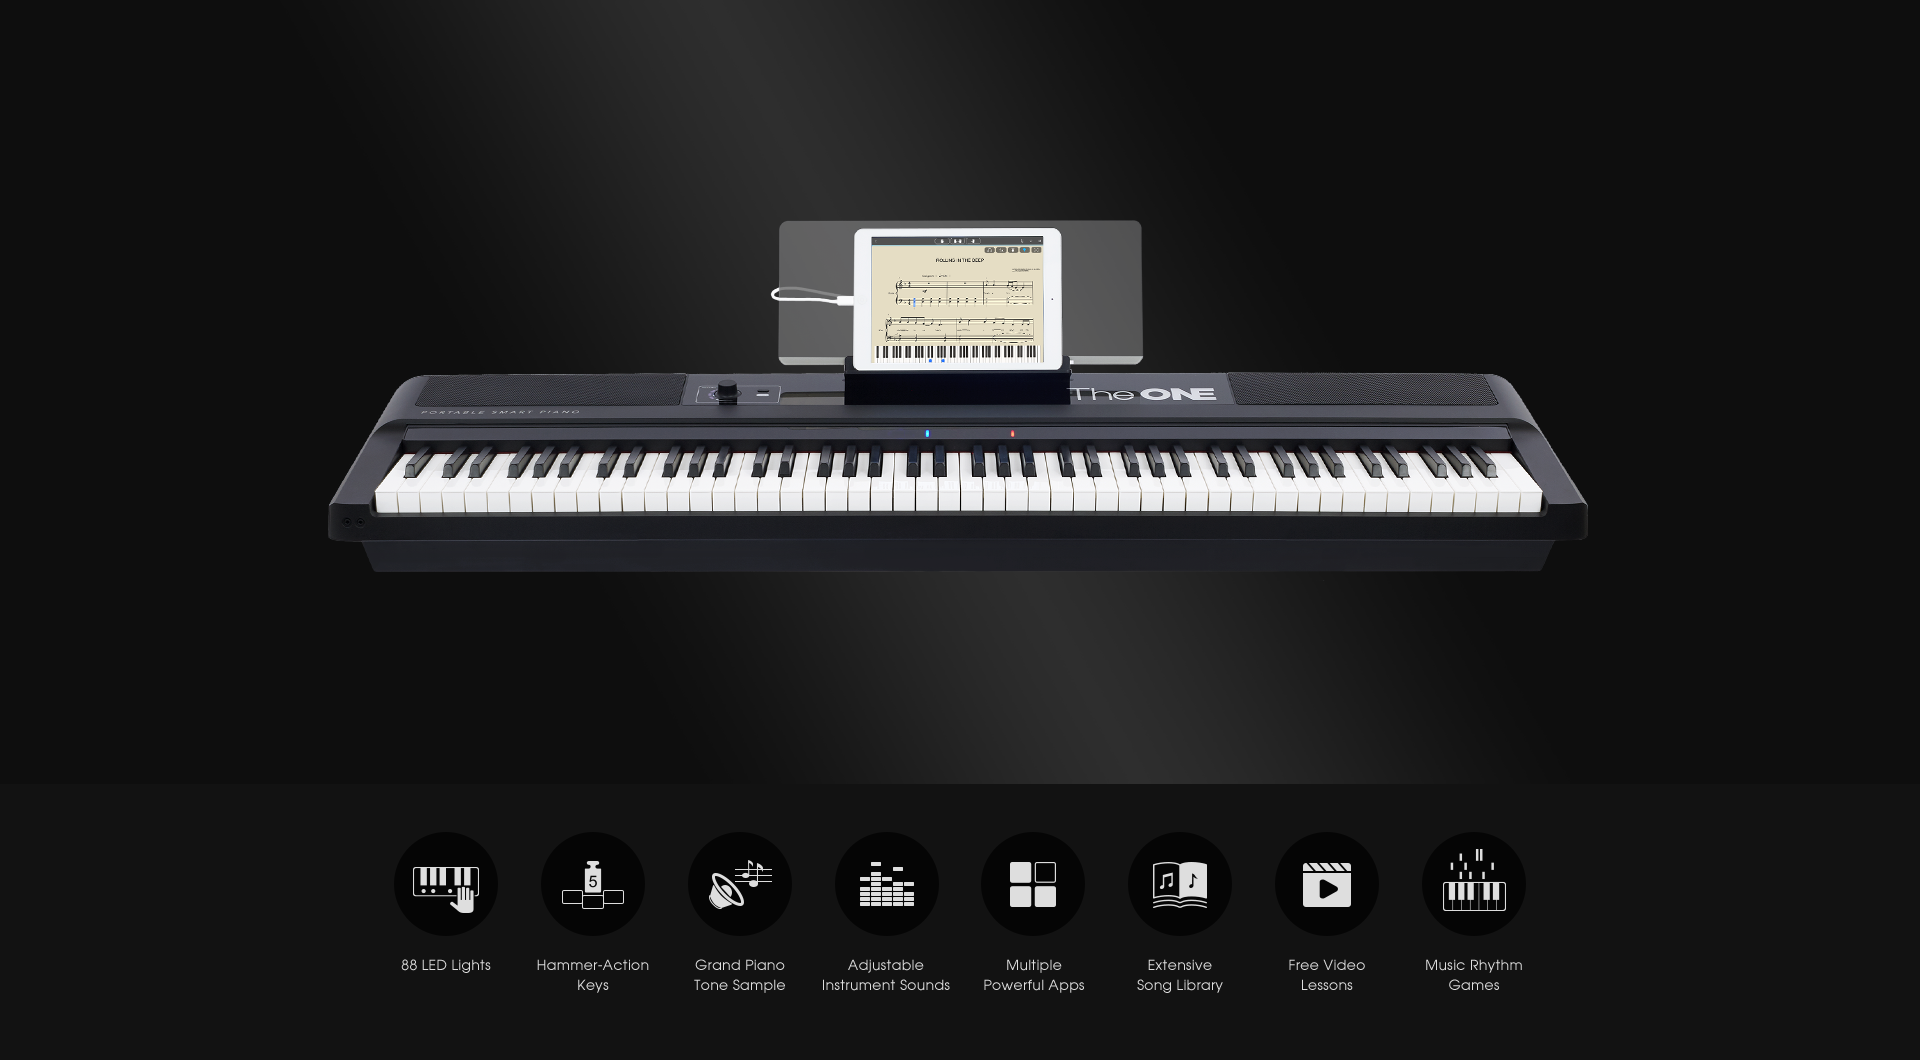 ROLLING IN THE DEEP
The ONE
PORTABLE SMART PIANO
5
88 LED Lights
Hammer-Action
Keys
Grand Piano
Tone Sample
Adjustable
Instrument Sounds
Multiple
Powerful Apps
Extensive
Song Library
Free Video
Lessons
Music Rhythm
Games